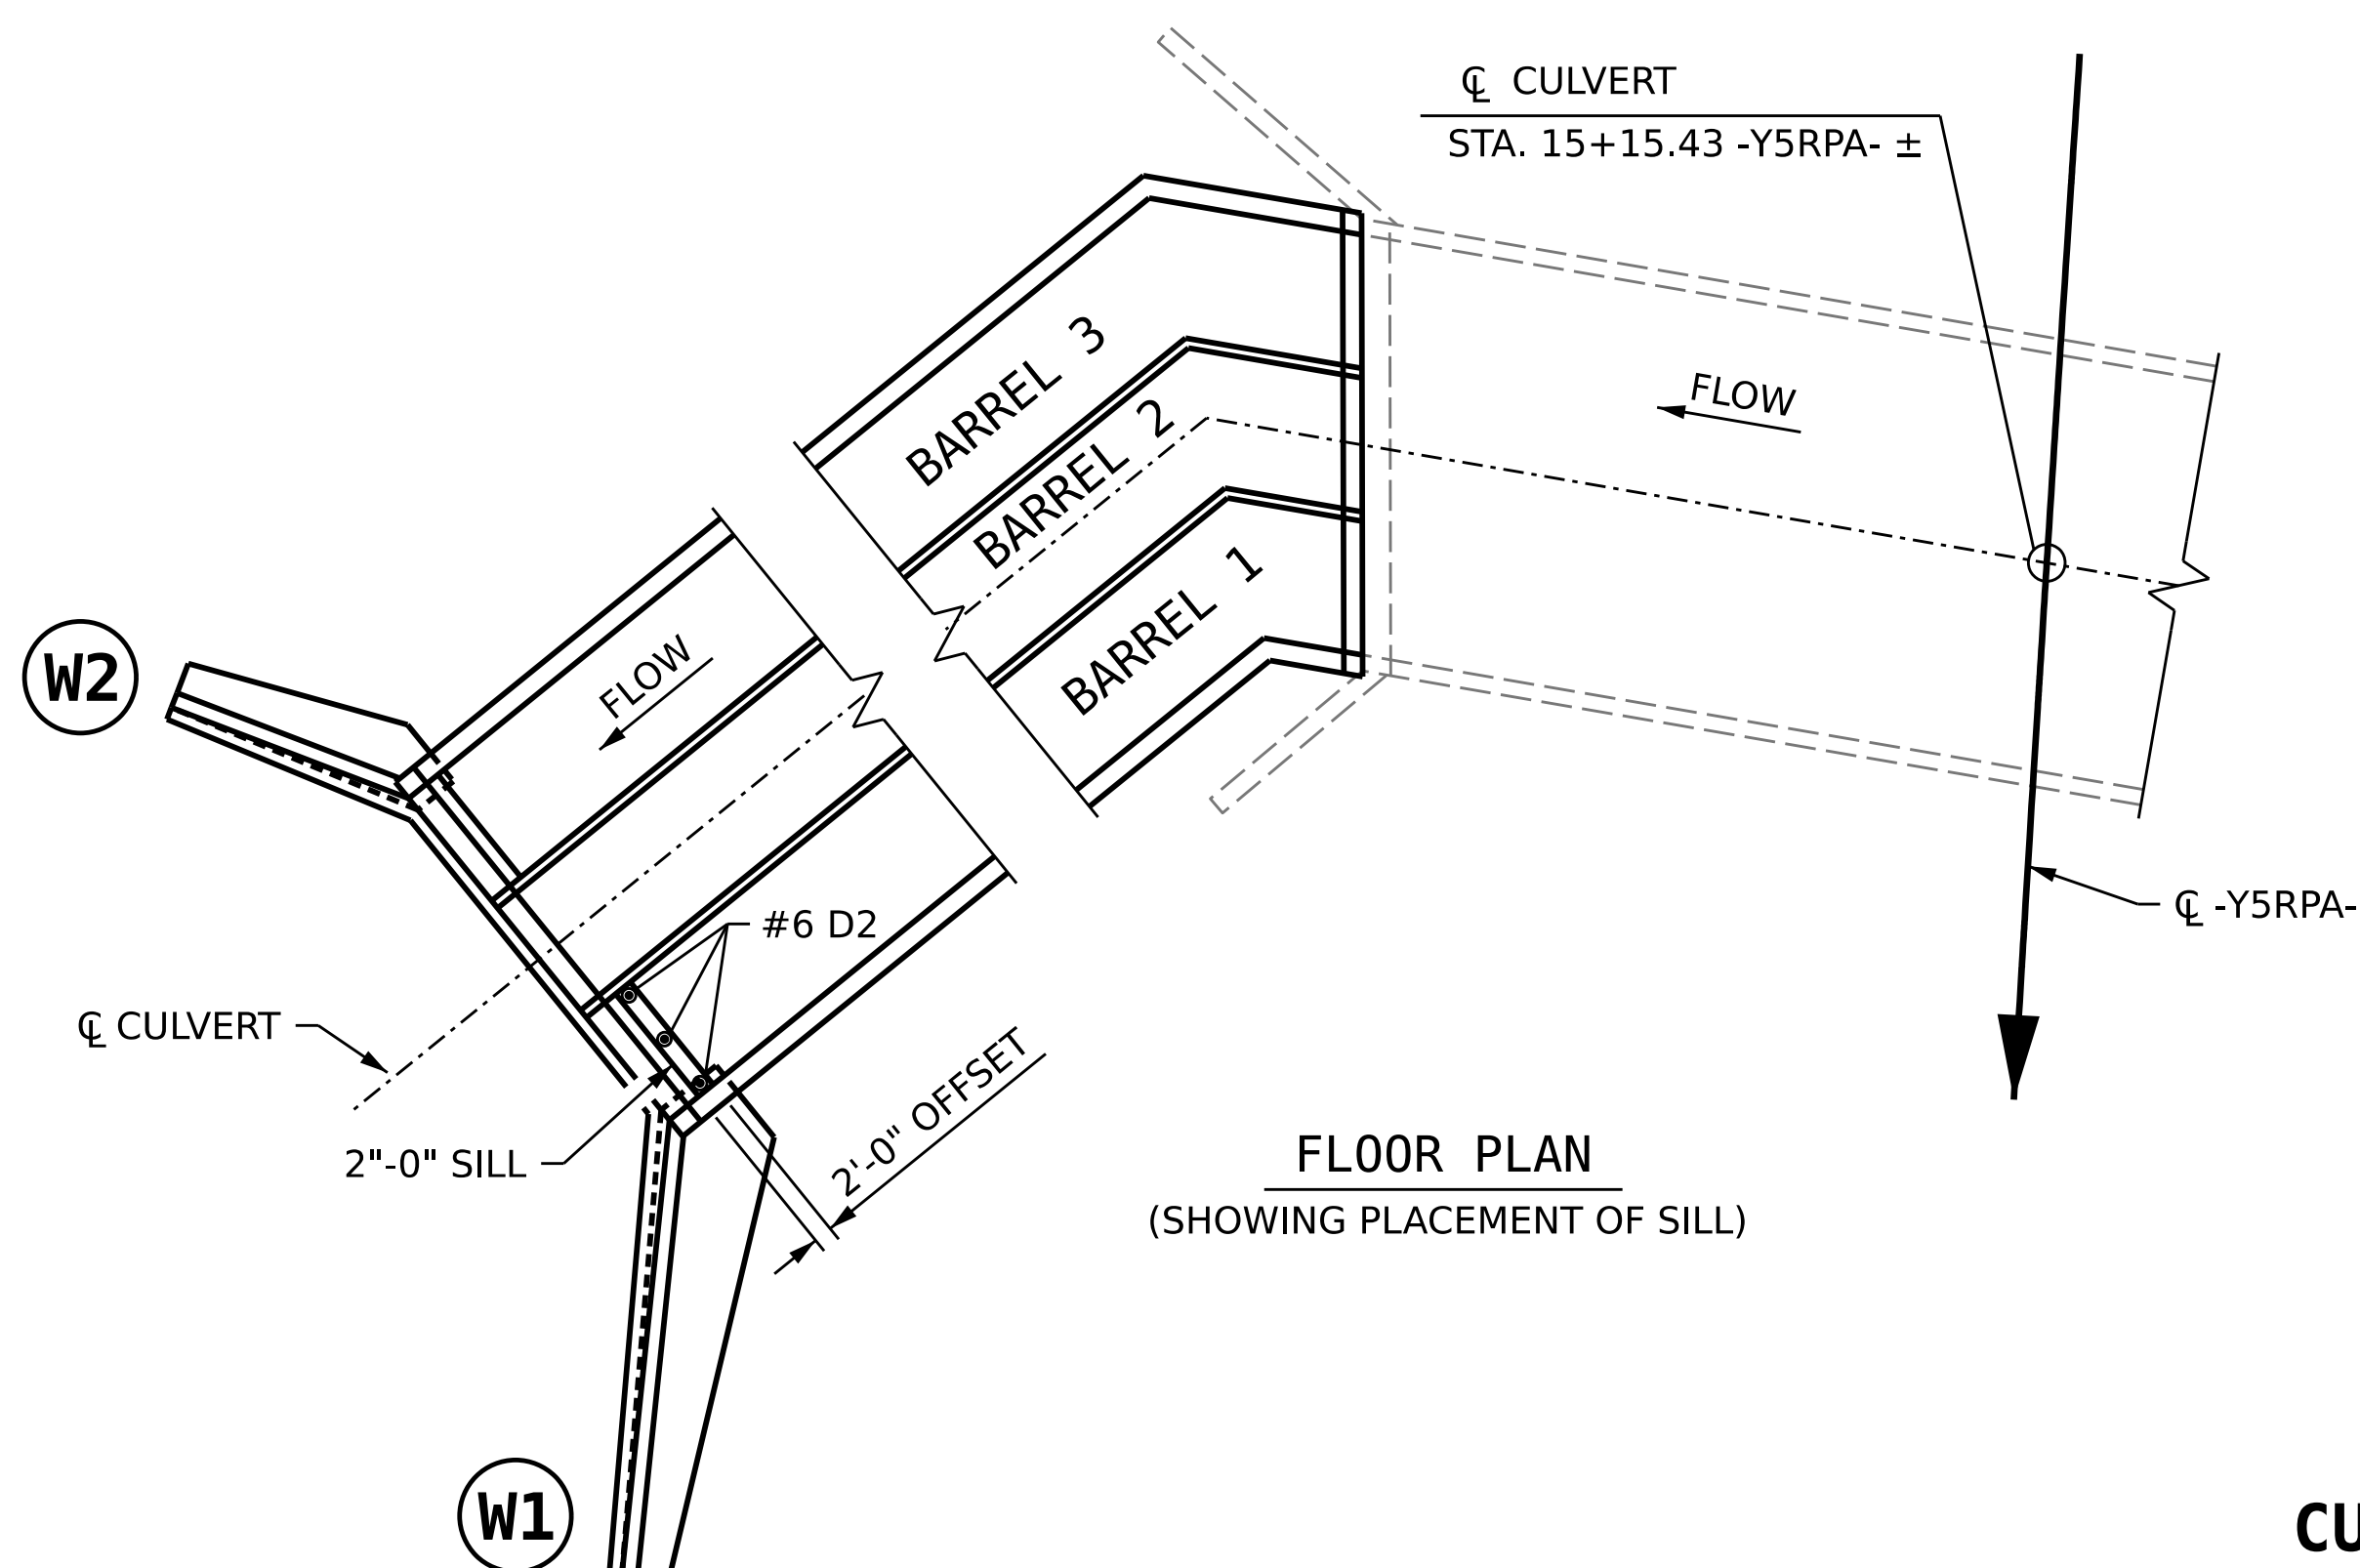 ℄ CULVERT
STA. 15+15.43 -Y5RPA- ±
BARREL 3
FLOW
BARREL 2
BARREL 1
W2
FLOW
℄ -Y5RPA-
#6 D2
℄ CULVERT
2'-0" OFFSET
2"-0" SILL
FLOOR PLAN
(SHOWING PLACEMENT OF SILL)
W1
CU